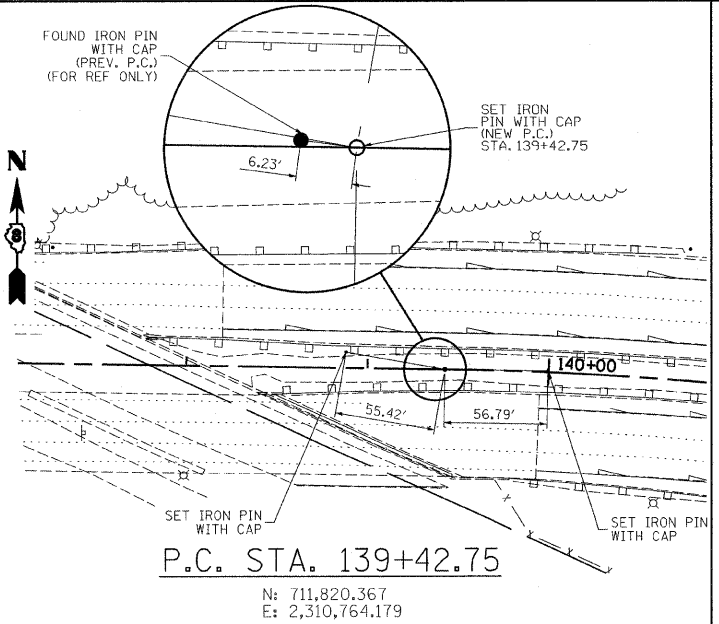 FOUND IRON PIN
WITH CAP
(PREV. P.C.)
(FOR REF ONLY)
SET IRON
PIN WITH CAP
(NEW P.C.)
STA. 139+42.75
6.23'
N
8
140+00
55.42'
56.79'
SET IRON PIN
WITH CAP
SET IRON PIN
WITH CAP
P.C. STA. 139+42.75
N: 711,820.367
E: 2,310,764.179